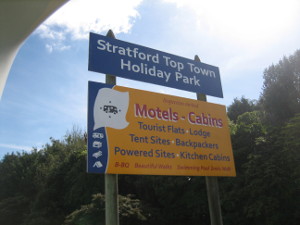 Stratford Top Town
Holiday Park
Motels - Cabins
Tourist Flats • Lodge
Tent Sites • Backpackers
Powered Sites • Kitchen Cabins